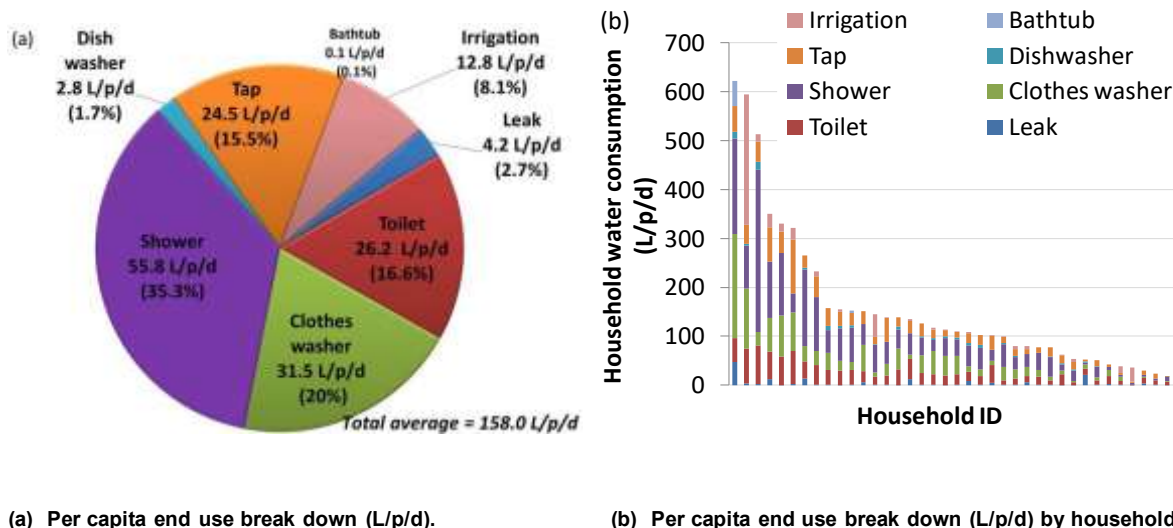 (a)
Dish
washer
2.8 L/p/d
(1.7%)
Tap
24.5 L/p/d
(15.5%)
Bathtub
0.1 L/p/d
(0.1%)
Irrigation
12.8 L/p/d
(8.1%)
Leak
4.2 L/p/d
(2.7%)
Toilet
26.2 L/p/d
(16.6%)
Shower
55.8 L/p/d
(35.3%)
Clothes
washer
31.5 L/p/d
(20%)
Total average = 158.0 L/p/d
(b)
Irrigation
Bathtub
Tap
Dishwasher
Shower
Clothes washer
Toilet
Leak
Household water consumption
(L/p/d)
700
600
500
400
300
200
100
0
Household ID
(a) Per capita end use break down (L/p/d).
(b) Per capita end use break down (L/p/d) by household